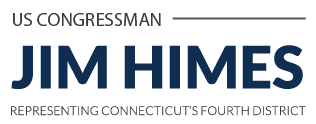 US CONGRESSMAN
JIM HIMES
REPRESENTING CONNECTICUT'S FOURTH DISTRICT